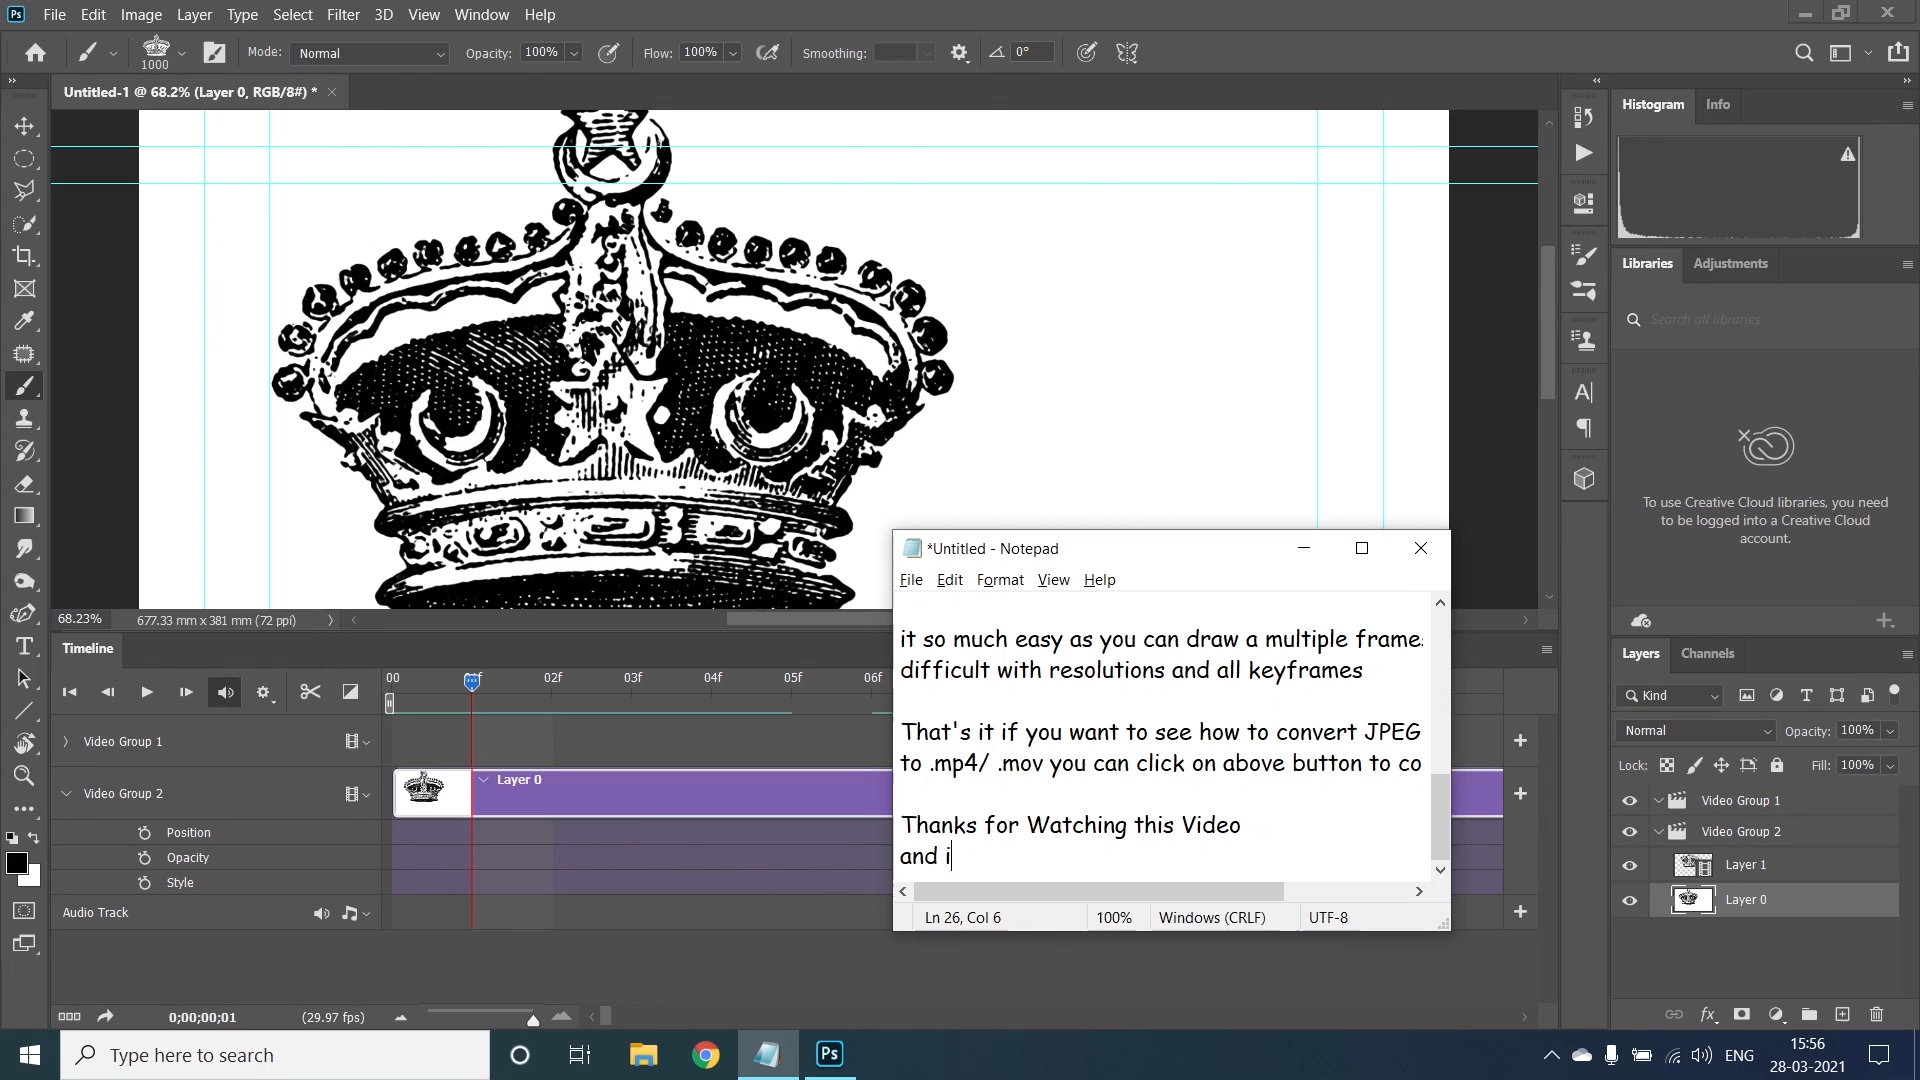 Ps File Edit Image Layer Type Select Filter 3D View Window Help
1000 Mode: Normal Opacity: 100% Flow: 100% Smoothing: 0°
Untitled-1 @ 68.2% (Layer 0, RGB/8#) *
Histogram Info
Libraries Adjustments
Search all libraries
To use Creative Cloud libraries, you need
to be logged into a Creative Cloud
account.
68.23% 677.33 mm x 381 mm (72 ppi)
Timeline
00 01f 02f 03f 04f 05f 06f
Video Group 1
Video Group 2
Layer 0
Position
Opacity
Style
Audio Track
0;00;00;01 (29.97 fps)
*Untitled - Notepad
File Edit Format View Help
it so much easy as you can draw a multiple frames
difficult with resolutions and all keyframes
That's it if you want to see how to convert JPEG
to .mp4/ .mov you can click on above button to co
Thanks for Watching this Video
and i
Ln 26, Col 6 100% Windows (CRLF) UTF-8
Layers Channels
Kind
Normal Opacity: 100%
Lock: Fill: 100%
Video Group 1
Video Group 2
Layer 1
Layer 0
fx
Type here to search
Ps
ENG
15:56
28-03-2021